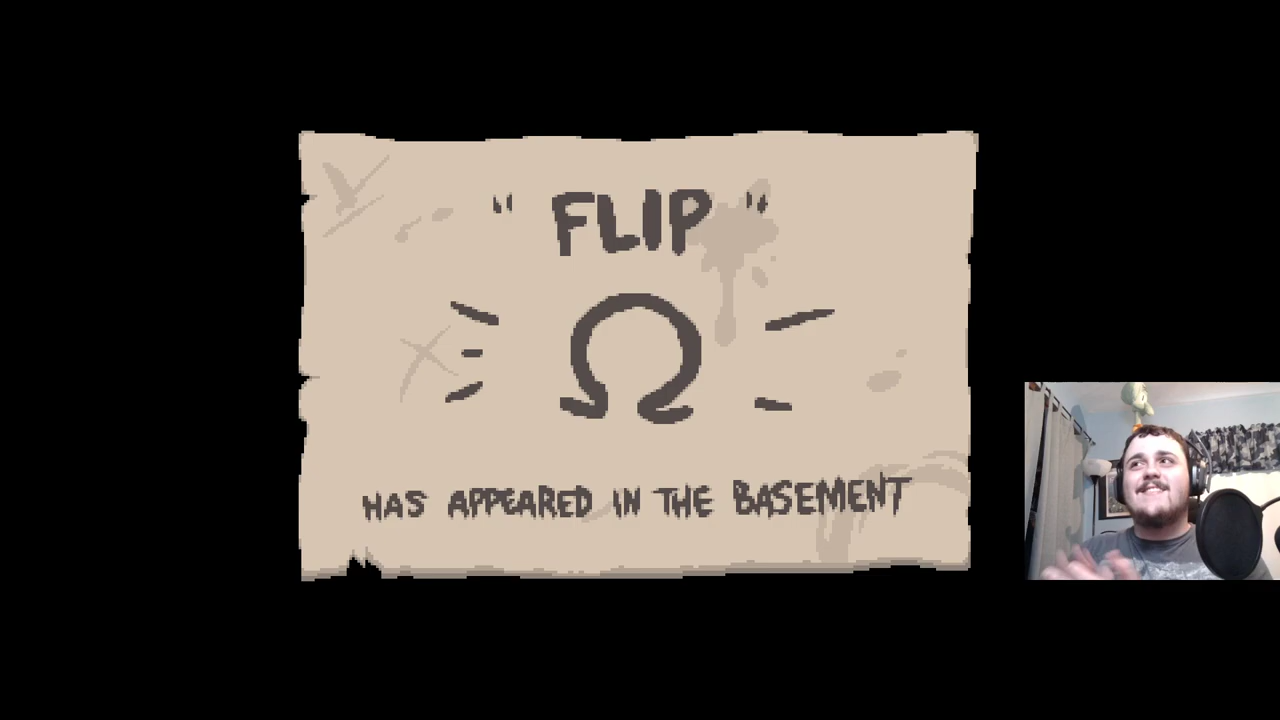 " FLIP "
Ω
HAS APPEARED IN THE BASEMENT